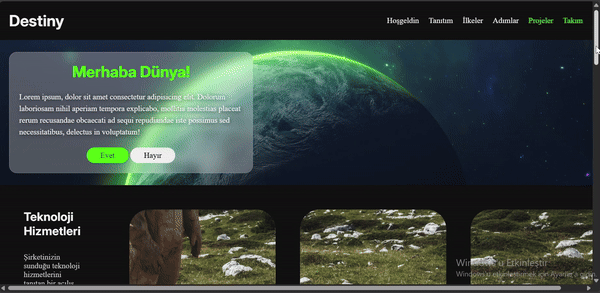 Destiny
Hoşgeldin Tanıtım İlkeler Adımlar Projeler Takım
Merhaba Dünya!
Lorem ipsum, dolor sit amet consectetur adipisicing elit. Dolorum
laboriosam nihil aperiam tempora explicabo, mollitia molestias placeat
rerum recusandae obcaecati ad sequi repudiandae iste possimus sed
necessitatibus, delectus in voluptatum!
Evet Hayır
Teknoloji
Hizmetleri
Şirketinizin
sunduğu teknoloji
hizmetlerini
tanıtan bir açılış
Windows'u Etkinleştir
Windows'u etkinleştirmek için Ayarlar'a gidin.